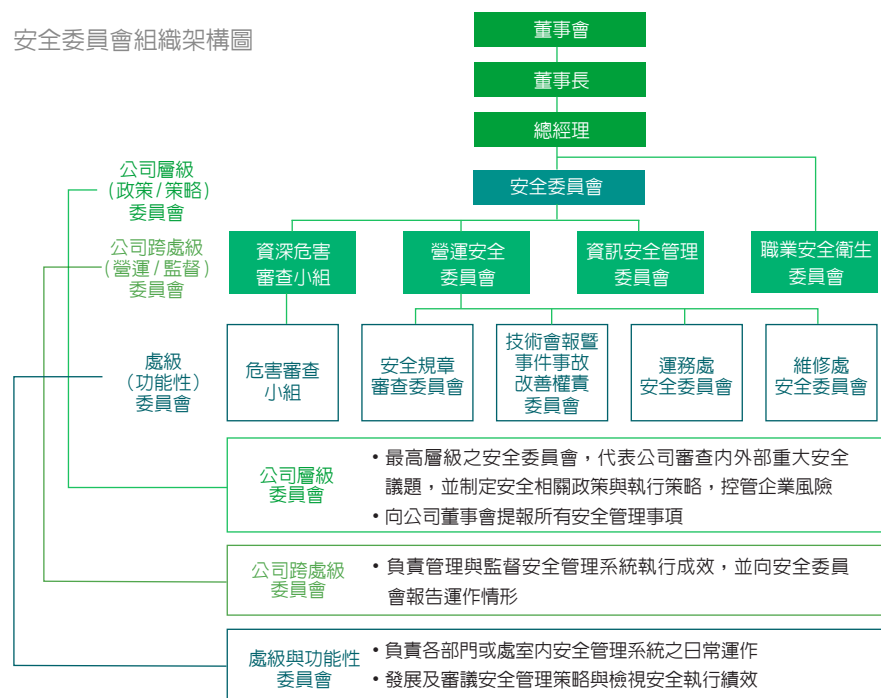 安全委員會組織架構圖
董事會
董事長
總經理
公司層級
(政策/策略)
委員會
安全委員會
公司跨處級
(營運/監督)
委員會
資深危害
審查小組
營運安全
委員會
資訊安全管理
委員會
職業安全衛生
委員會
處級
(功能性)
委員會
危害審查
小組
安全規章
審查委員會
技術會報暨
事件事故
改善權責
委員會
運務處
安全委員會
維修處
安全委員會
公司層級
委員會
• 最高層級之安全委員會，代表公司審查內外部重大安全
議題，並制定安全相關政策與執行策略，控管企業風險
• 向公司董事會提報所有安全管理事項
公司跨處級
委員會
• 負責管理與監督安全管理系統執行成效，並向安全委員
會報告運作情形
處級與功能性
委員會
• 負責各部門或處室內安全管理系統之日常運作
• 發展及審議安全管理策略與檢視安全執行績效